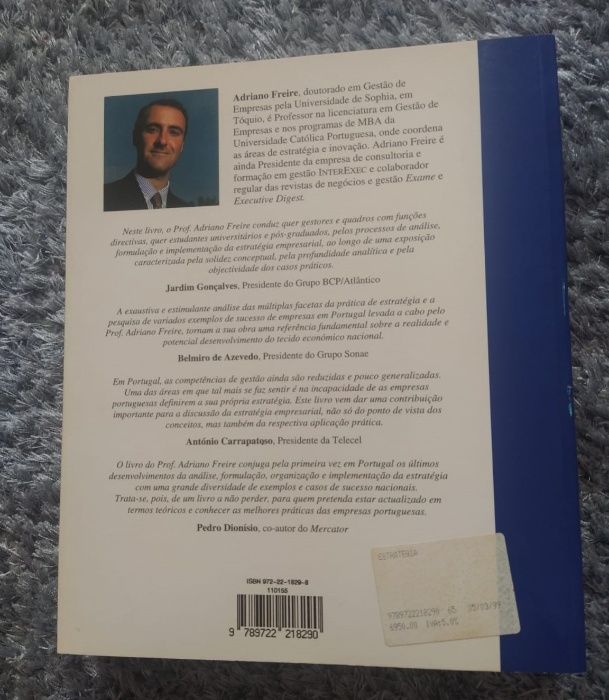 Adriano Freire, doutorado em Gestão de
Empresas pela Universidade de Sophia, em
Tóquio, é Professor na licenciatura em Gestão de
Empresas e nos programas de MBA da
Universidade Católica Portuguesa, onde coordena
as áreas de estratégia e inovação. Adriano Freire é
ainda Presidente da empresa de consultoria e
formação em gestão INTEREXEC e colaborador
regular das revistas de negócios e gestão Exame e
Executive Digest.
Neste livro, o Prof. Adriano Freire conduz quer gestores e quadros com funções
directivas, quer estudantes universitários e pós-graduados, pelos processos de análise,
formulação e implementação da estratégia empresarial, ao longo de uma exposição
caracterizada pela solidez conceptual, pela profundidade analítica e pela
objectividade dos casos práticos.
Jardim Gonçalves, Presidente do Grupo BCP/Atlântico
A exaustiva e estimulante análise das múltiplas facetas da prática de estratégia e a
pesquisa de variados exemplos de sucesso de empresas em Portugal levada a cabo pelo
Prof. Adriano Freire, tornam a sua obra uma referência fundamental sobre a realidade e
potencial desenvolvimento do tecido económico nacional.
Belmiro de Azevedo, Presidente do Grupo Sonae
Em Portugal, as competências de gestão ainda são reduzidas e pouco generalizadas.
Uma das áreas em que tal mais se faz sentir é na incapacidade de as empresas
portuguesas definirem a sua própria estratégia. Este livro vem dar uma contribuição
importante para a discussão da estratégia empresarial, não só do ponto de vista dos
conceitos, mas também da respectiva aplicação prática.
António Carrapatoso, Presidente da Telecel
O livro do Prof. Adriano Freire conjuga pela primeira vez em Portugal os últimos
desenvolvimentos da análise, formulação, organização e implementação da estratégia
com uma grande diversidade de exemplos e casos de sucesso nacionais.
Trata-se, pois, de um livro a não perder, para quem pretenda estar actualizado em
termos teóricos e conhecer as melhores práticas das empresas portuguesas.
Pedro Dionísio, co-autor do Mercator
ISBN 972-22-1829-8
110155
9 789722 218290
ESTRATEGIA
9789722218290 65 25/03/99
6950.00 IVA:5.0%